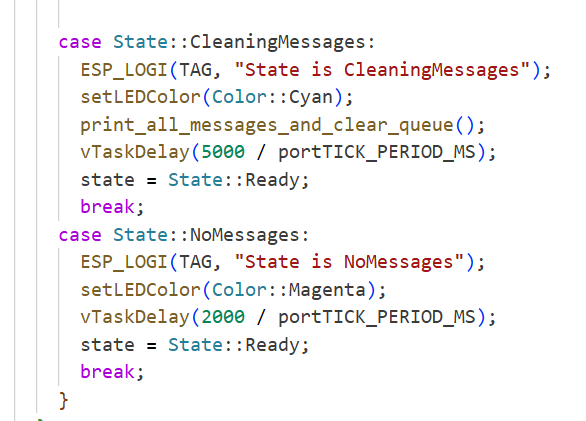 case State::CleaningMessages:
ESP_LOGI(TAG, "State is CleaningMessages");
setLEDColor(Color::Cyan);
print_all_messages_and_clear_queue();
vTaskDelay(5000 / portTICK_PERIOD_MS);
state = State::Ready;
break;
case State::NoMessages:
ESP_LOGI(TAG, "State is NoMessages");
setLEDColor(Color::Magenta);
vTaskDelay(2000 / portTICK_PERIOD_MS);
state = State::Ready;
break;
}